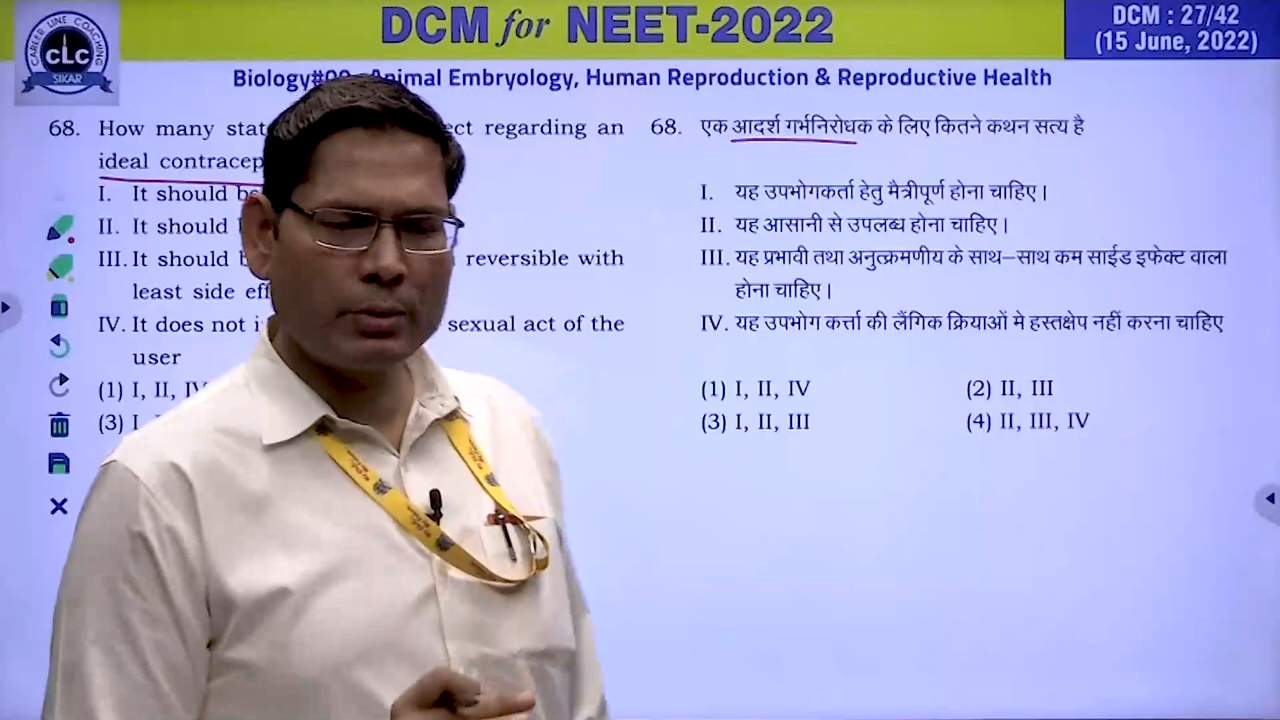 DCM for NEET-2022
DCM : 27/42
(15 June, 2022)
CAREER LINE COACHING
CLC
SIKAR
Animal Embryology, Human Reproduction & Reproductive Health
68. How many ect regarding an
ideal
I. It should
II. It should
III. It should reversible with
least side
IV. It does not sexual act of the
user
(1) I, II, IV
(3) I
68. एक आदर्श गर्भनिरोधक के लिए कितने कथन सत्य है
I. यह उपभोगकर्ता हेतु मैत्रीपूर्ण होना चाहिए।
II. यह आसानी से उपलब्ध होना चाहिए।
III. यह प्रभावी तथा अनुत्क्रमणीय के साथ–साथ कम साईड इफेक्ट वाला
होना चाहिए।
IV. यह उपभोग कर्त्ता की लैंगिक क्रियाओं मे हस्तक्षेप नहीं करना चाहिए
(1) I, II, IV (2) II, III
(3) I, II, III (4) II, III, IV